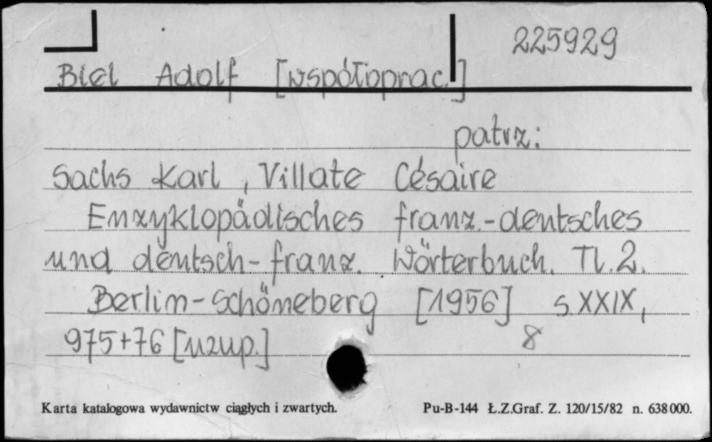 225929
Biel Adolf [współoprac.]
patrz:
Sachs Karl, Villate Césaire
Enzyklopädisches franz.-deutsches
und deutsch-franz. Wörterbuch. Tl. 2.
Berlin-Schöneberg [1956] s XXIX,
975+76 [uzup.] 8
Karta katalogowa wydawnictw ciągłych i zwartych. Pu-B-144 Ł.Z.Graf. Z. 120/15/82 n. 638000.